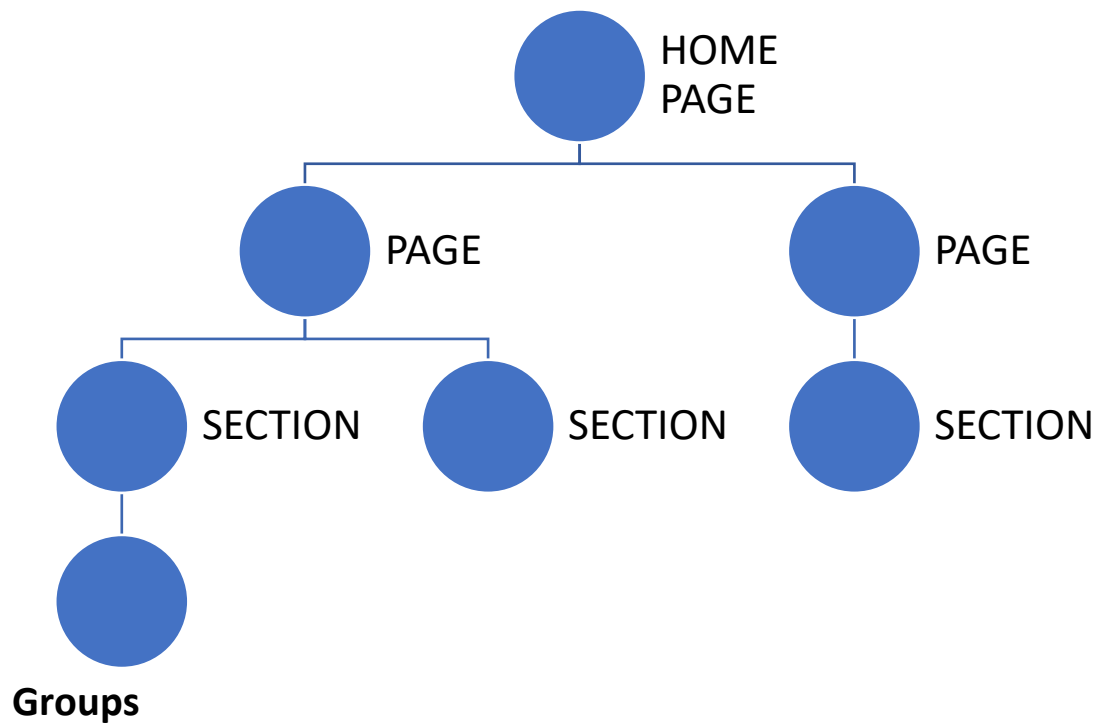 HOME
PAGE
PAGE
PAGE
SECTION
SECTION
SECTION
Groups